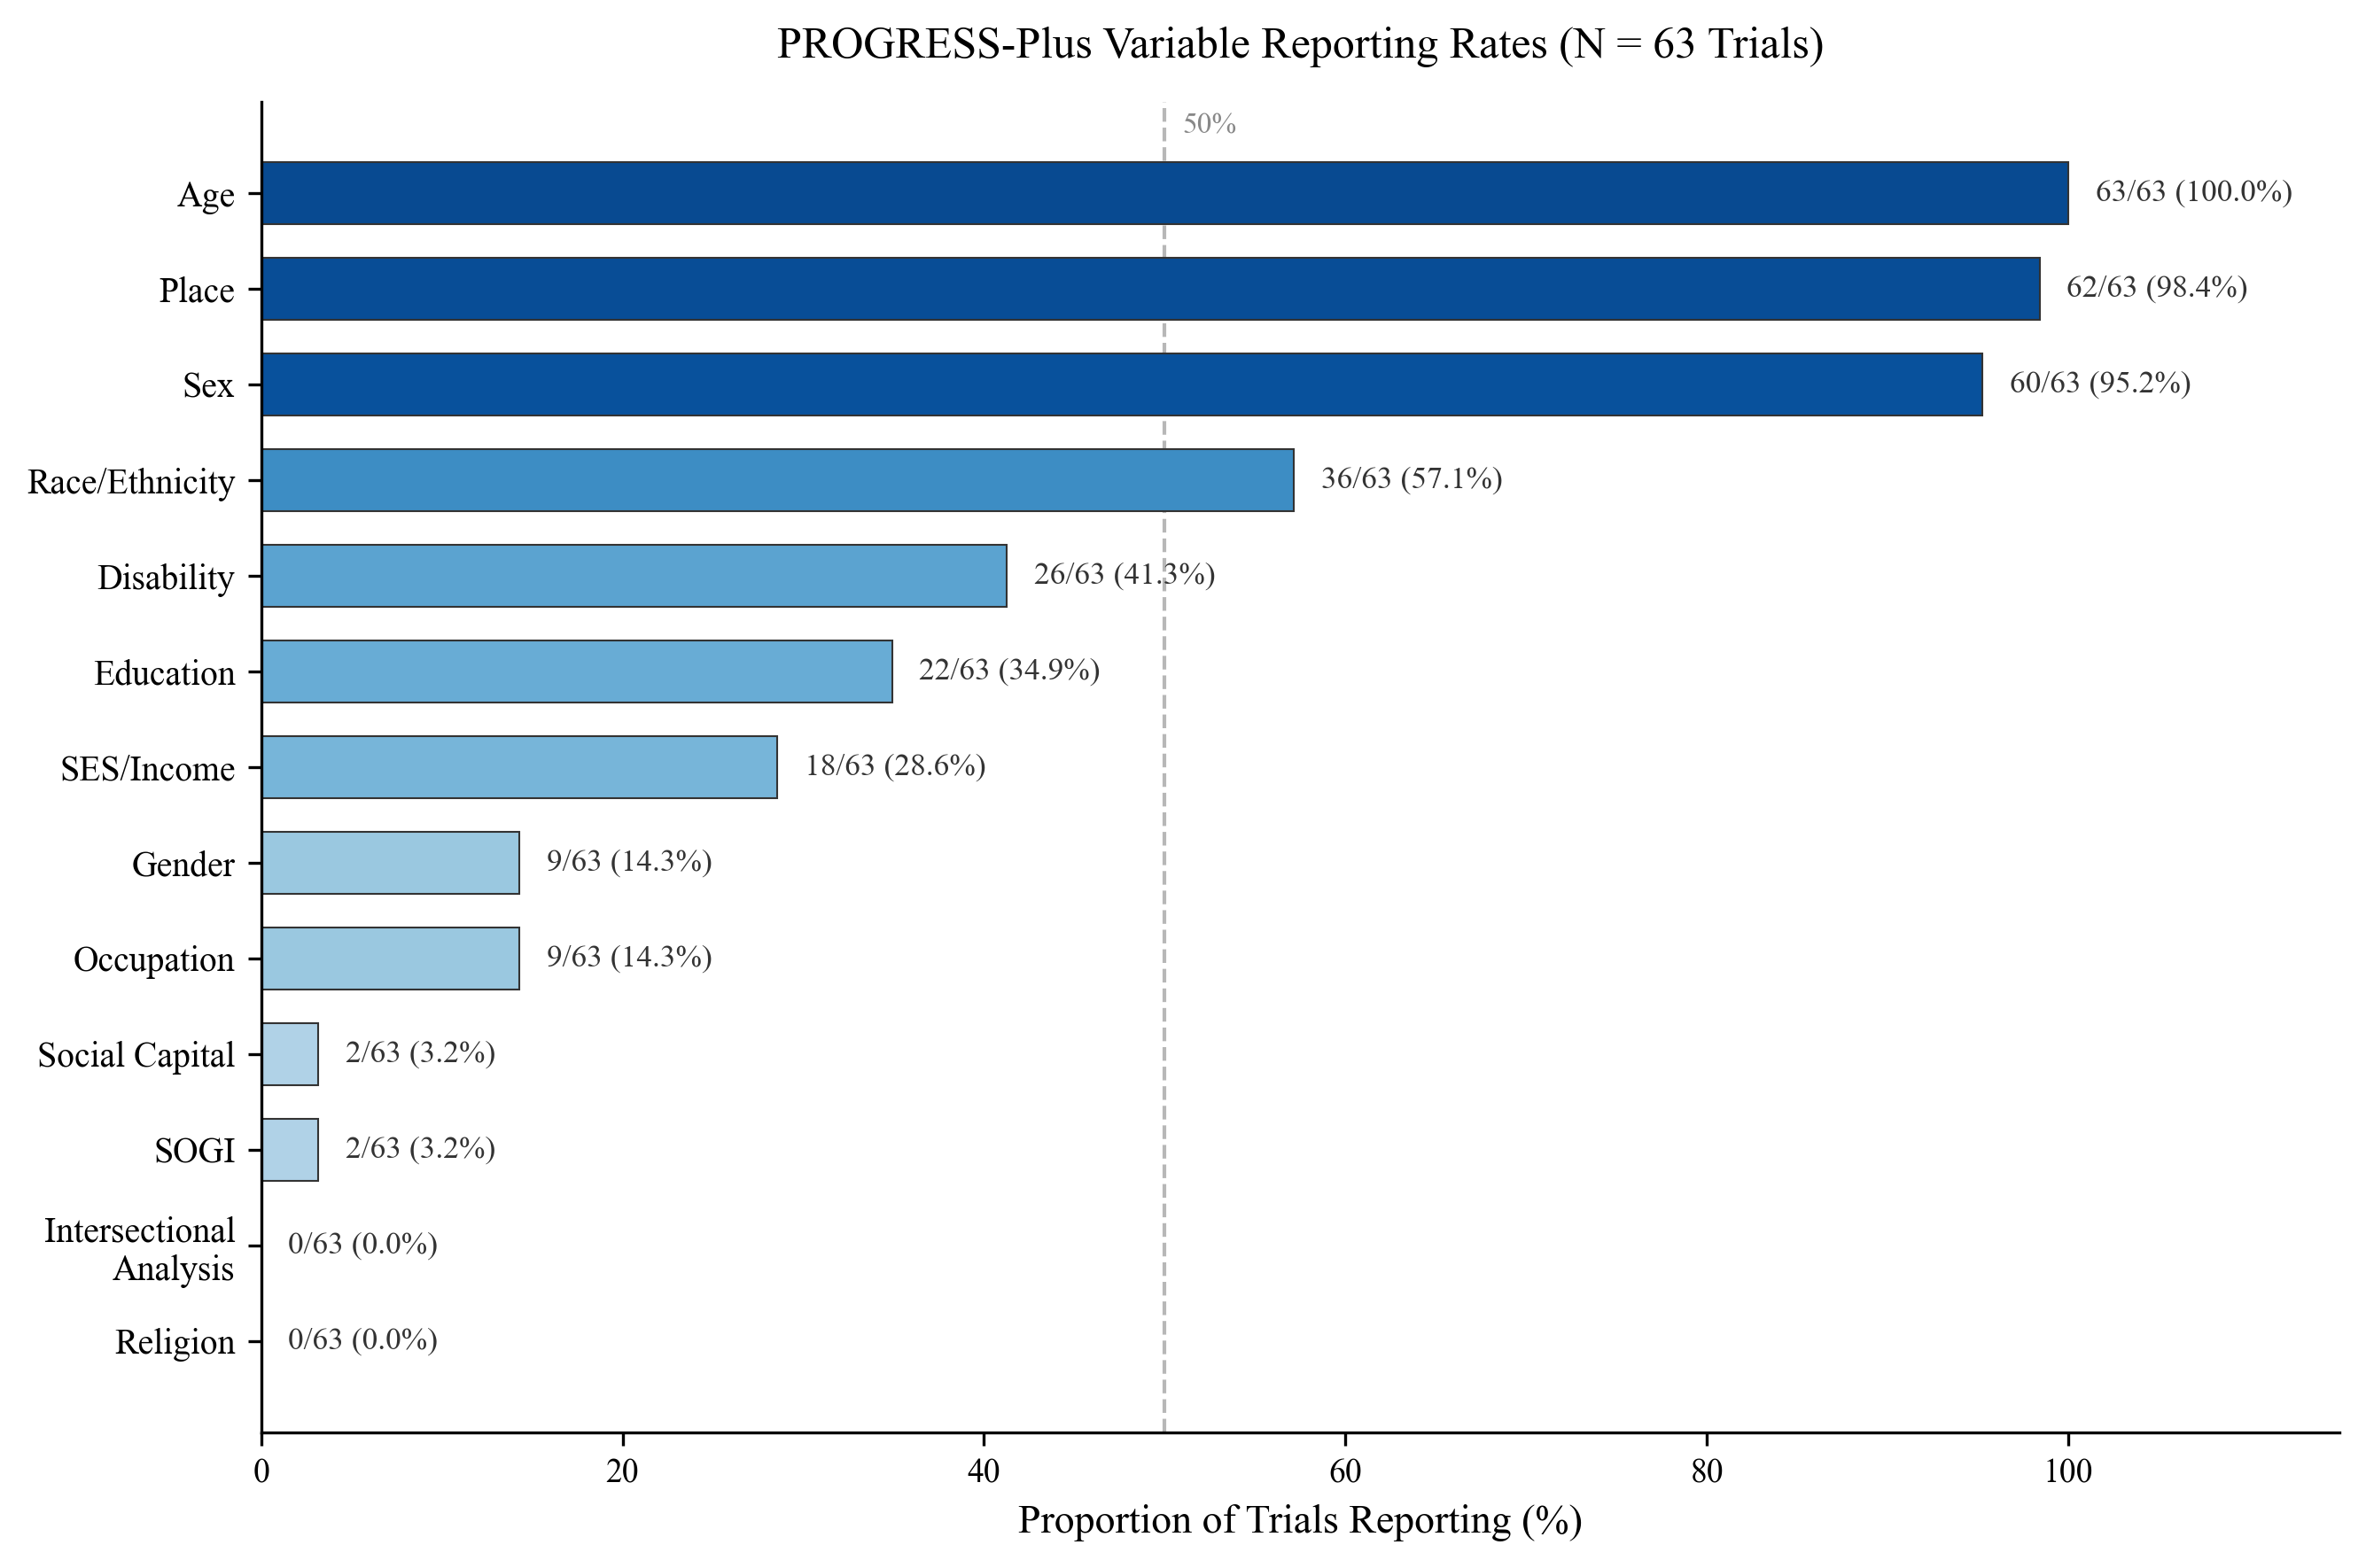 PROGRESS-Plus Variable Reporting Rates (N = 63 Trials)
50%
Age
63/63 (100.0%)
Place
62/63 (98.4%)
Sex
60/63 (95.2%)
Race/Ethnicity
36/63 (57.1%)
Disability
26/63 (41.3%)
Education
22/63 (34.9%)
SES/Income
18/63 (28.6%)
Gender
9/63 (14.3%)
Occupation
9/63 (14.3%)
Social Capital
2/63 (3.2%)
SOGI
2/63 (3.2%)
Intersectional
Analysis
0/63 (0.0%)
Religion
0/63 (0.0%)
0 20 40 60 80 100
Proportion of Trials Reporting (%)